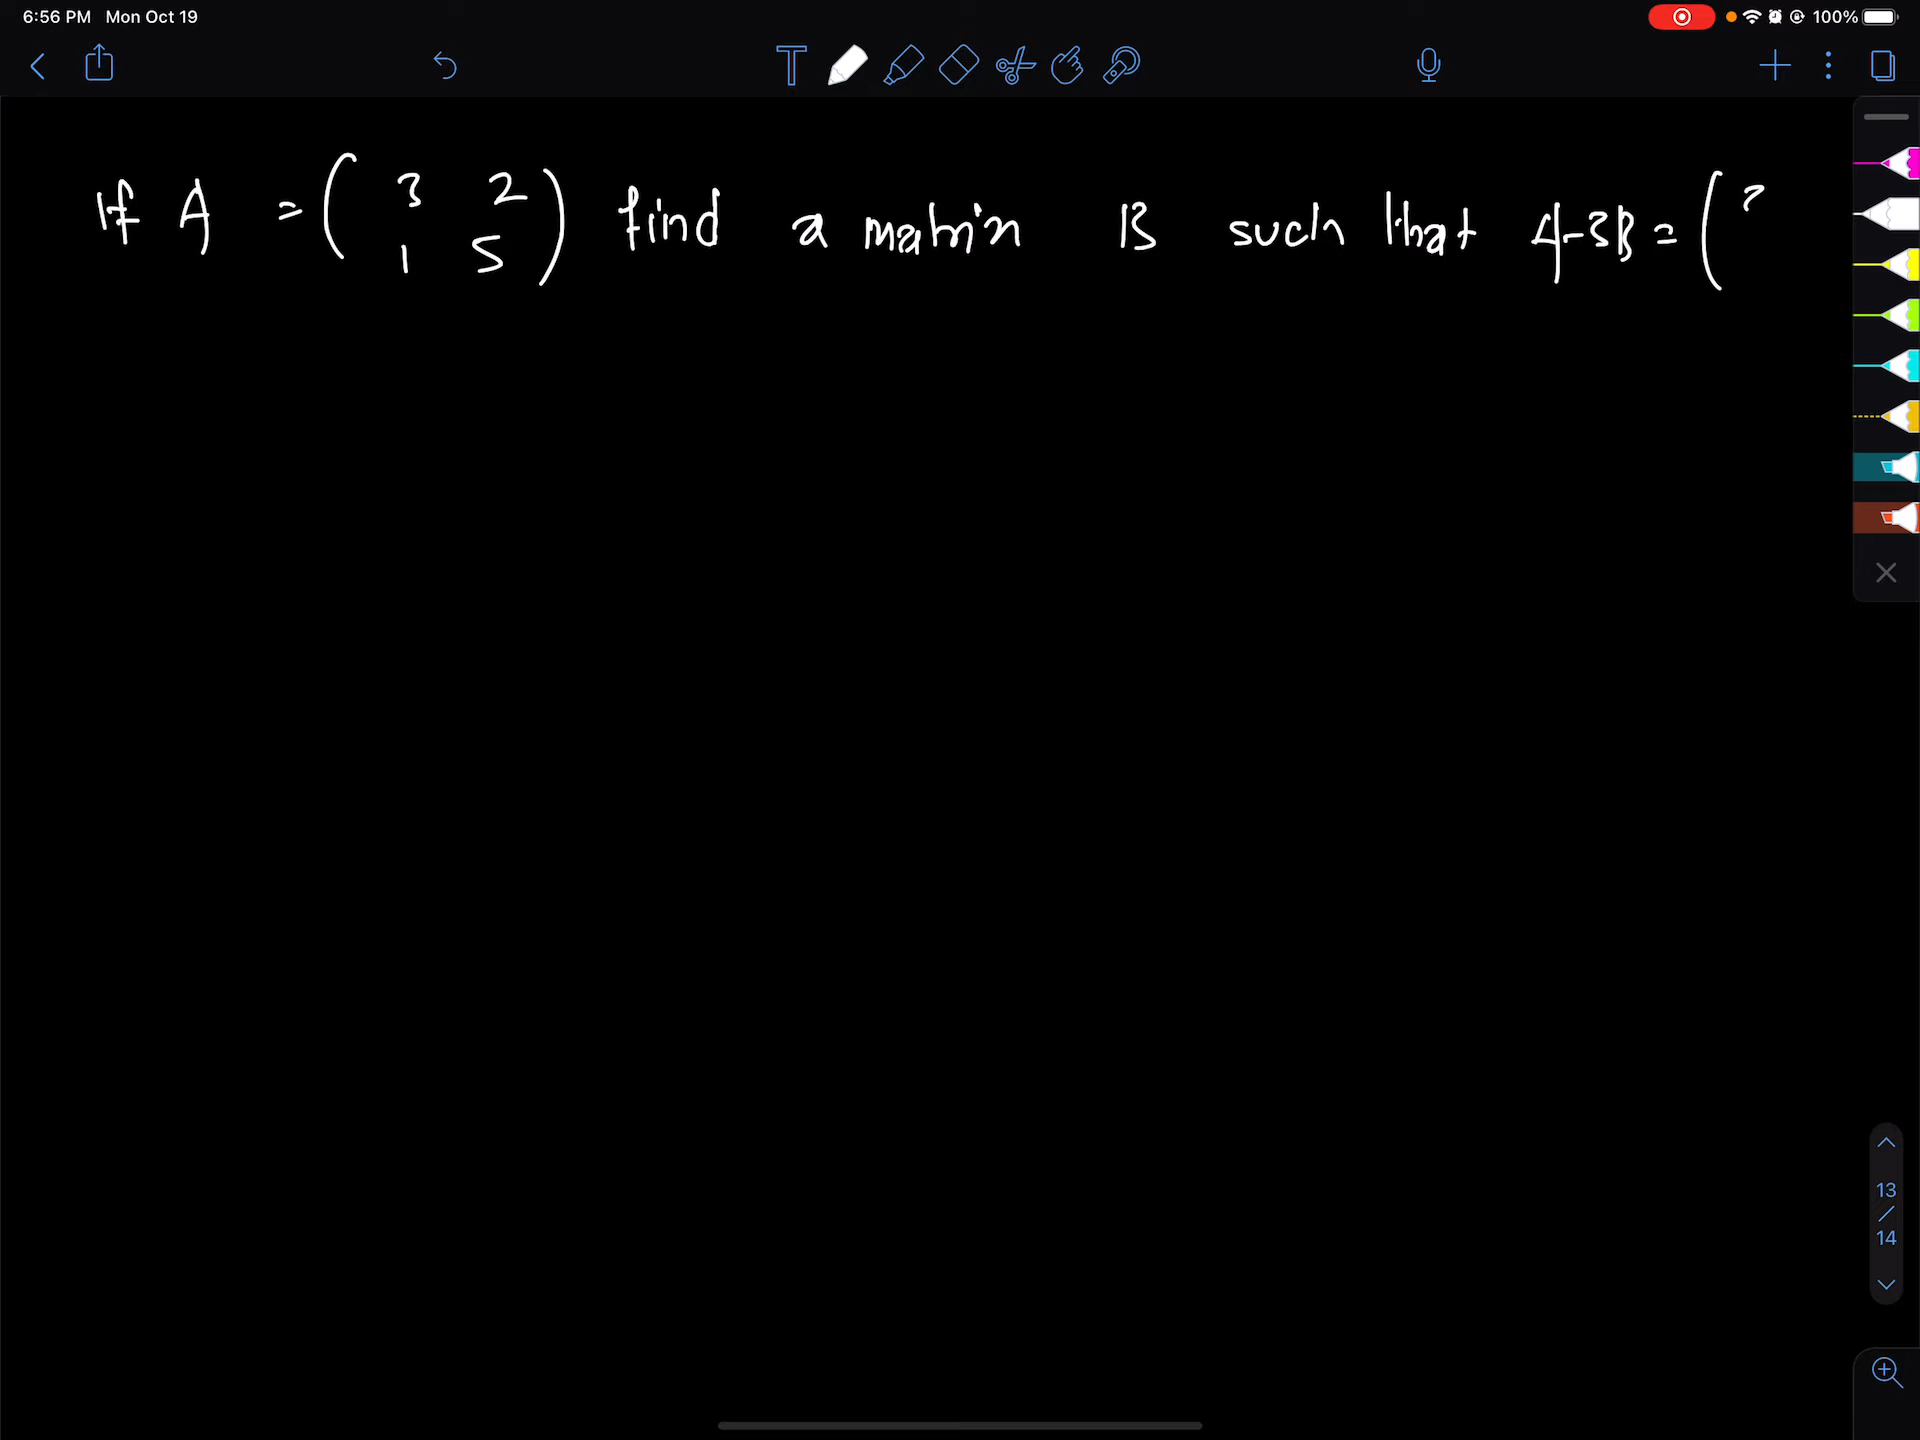 6:56 PM Mon Oct 19 100%
If A = ( 3 2 ) find a matrix B such that A-3B = (
1 5
13
/
14